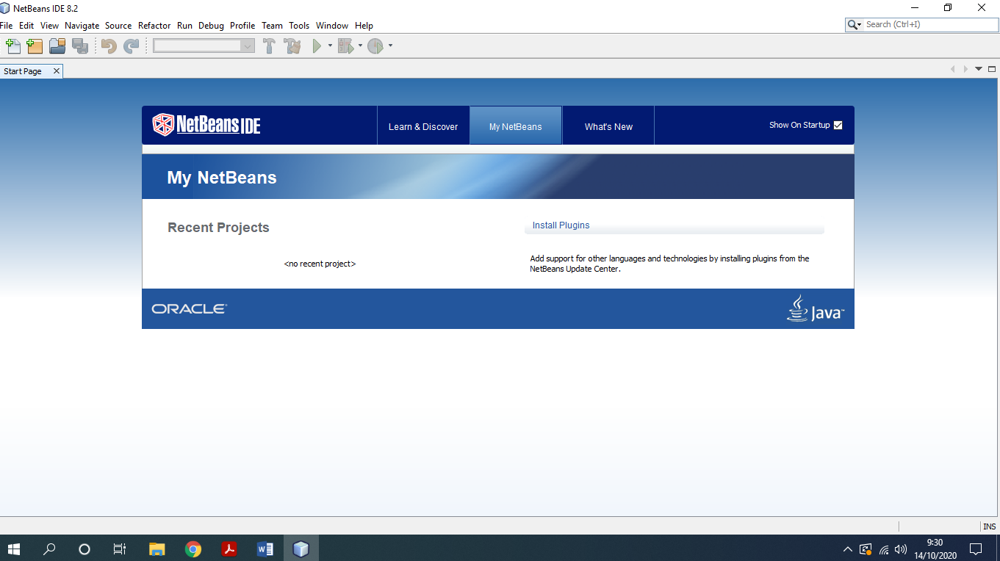 NetBeans IDE 8.2
File Edit View Navigate Source Refactor Run Debug Profile Team Tools Window Help
Search (Ctrl+I)
Start Page
NetBeans IDE
Learn & Discover
My NetBeans
What's New
Show On Startup
My NetBeans
Recent Projects
<no recent project>
Install Plugins
Add support for other languages and technologies by installing plugins from the
NetBeans Update Center.
ORACLE
Java™
INS
9:30
14/10/2020